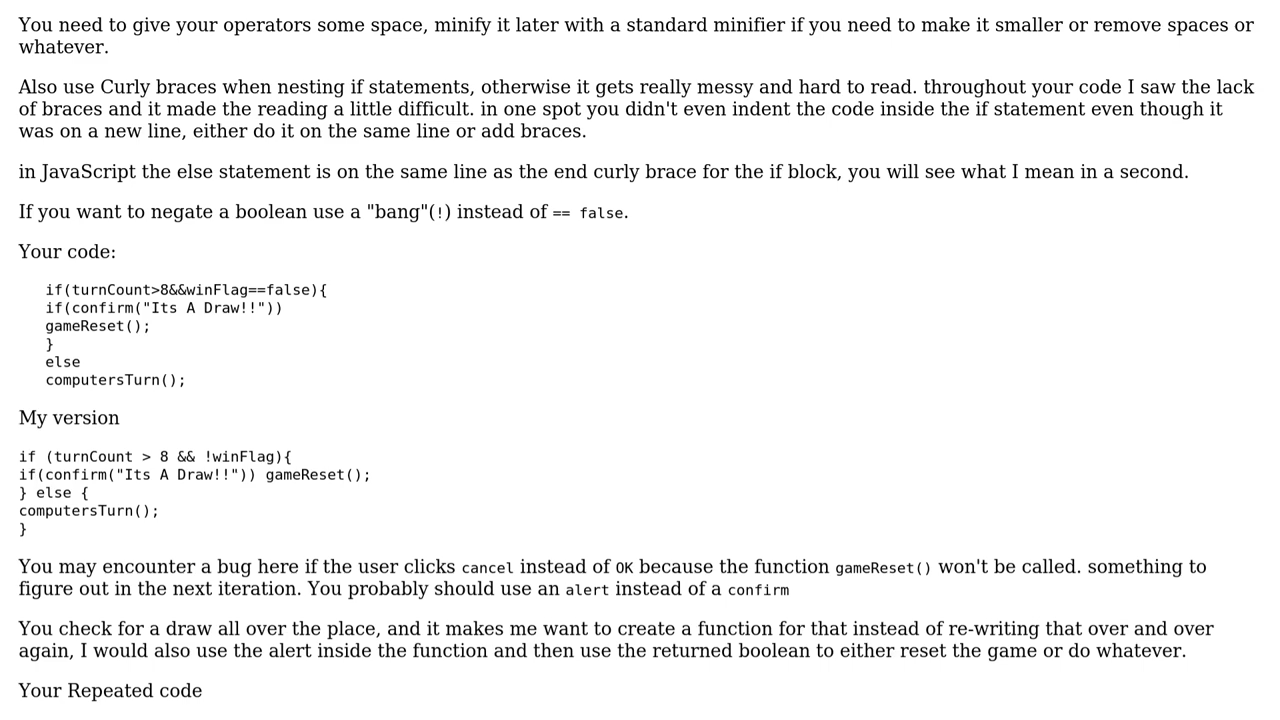 You need to give your operators some space, minify it later with a standard minifier if you need to make it smaller or remove spaces or
whatever.
Also use Curly braces when nesting if statements, otherwise it gets really messy and hard to read. throughout your code I saw the lack
of braces and it made the reading a little difficult. in one spot you didn't even indent the code inside the if statement even though it
was on a new line, either do it on the same line or add braces.
in JavaScript the else statement is on the same line as the end curly brace for the if block, you will see what I mean in a second.
If you want to negate a boolean use a "bang"(!) instead of == false.
Your code:
if(turnCount>8&&winFlag==false){
if(confirm("Its A Draw!!"))
gameReset();
}
else
computersTurn();
My version
if (turnCount > 8 && !winFlag){
if(confirm("Its A Draw!!")) gameReset();
} else {
computersTurn();
}
You may encounter a bug here if the user clicks cancel instead of OK because the function gameReset() won't be called. something to
figure out in the next iteration. You probably should use an alert instead of a confirm
You check for a draw all over the place, and it makes me want to create a function for that instead of re-writing that over and over
again, I would also use the alert inside the function and then use the returned boolean to either reset the game or do whatever.
Your Repeated code